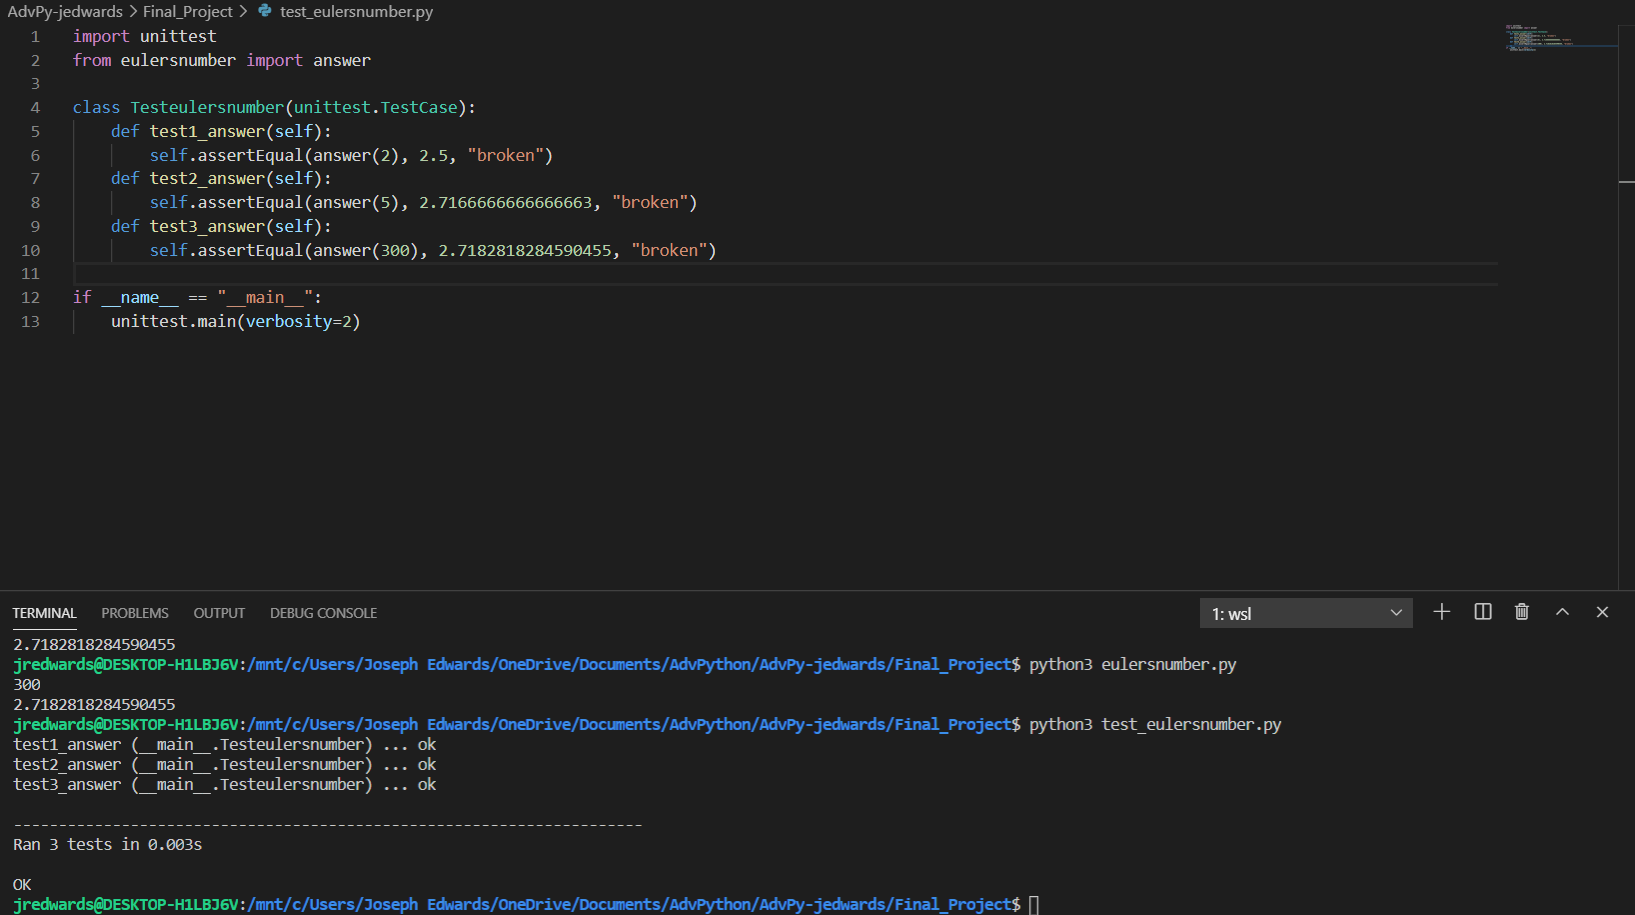 AdvPy-jedwards > Final_Project > test_eulersnumber.py
1 import unittest
2 from eulersnumber import answer
3
4 class Testeulersnumber(unittest.TestCase):
5     def test1_answer(self):
6         self.assertEqual(answer(2), 2.5, "broken")
7     def test2_answer(self):
8         self.assertEqual(answer(5), 2.7166666666666663, "broken")
9     def test3_answer(self):
10         self.assertEqual(answer(300), 2.7182818284590455, "broken")
11
12 if __name__ == "__main__":
13     unittest.main(verbosity=2)
TERMINAL PROBLEMS OUTPUT DEBUG CONSOLE 1: wsl
2.7182818284590455
jredwards@DESKTOP-H1LBJ6V:/mnt/c/Users/Joseph Edwards/OneDrive/Documents/AdvPython/AdvPy-jedwards/Final_Project$ python3 eulersnumber.py
300
2.7182818284590455
jredwards@DESKTOP-H1LBJ6V:/mnt/c/Users/Joseph Edwards/OneDrive/Documents/AdvPython/AdvPy-jedwards/Final_Project$ python3 test_eulersnumber.py
test1_answer (__main__.Testeulersnumber) ... ok
test2_answer (__main__.Testeulersnumber) ... ok
test3_answer (__main__.Testeulersnumber) ... ok
----------------------------------------------------------------------
Ran 3 tests in 0.003s
OK
jredwards@DESKTOP-H1LBJ6V:/mnt/c/Users/Joseph Edwards/OneDrive/Documents/AdvPython/AdvPy-jedwards/Final_Project$